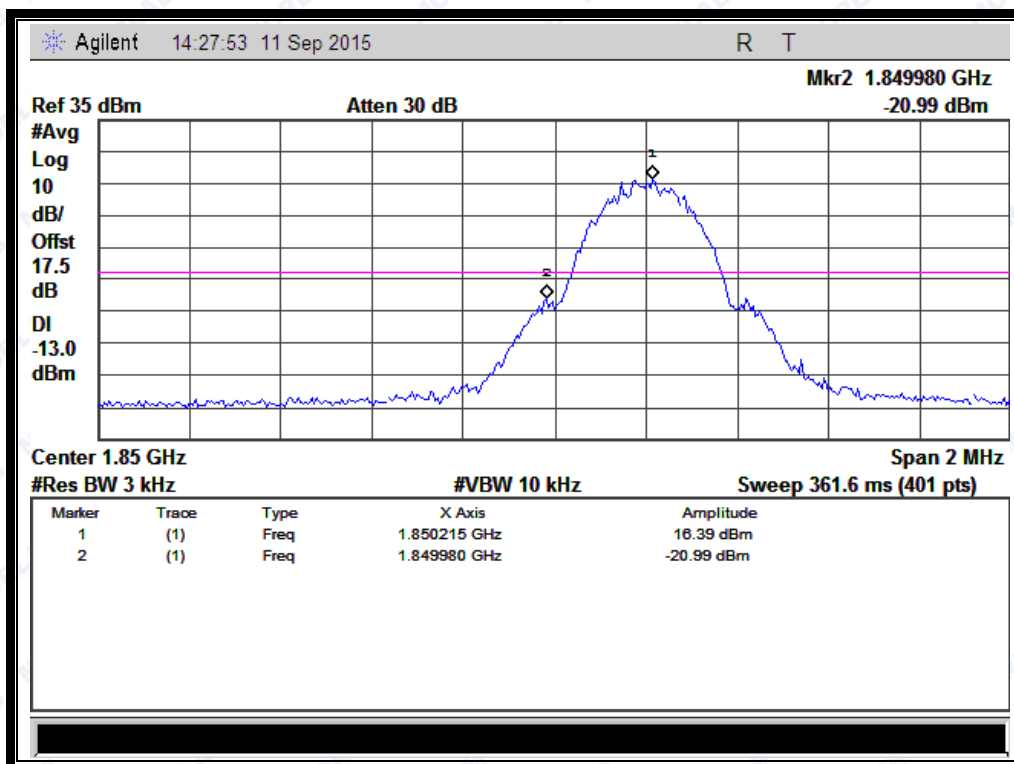 Agilent 14:27:53 11 Sep 2015 R T
Mkr2 1.849980 GHz
Ref 35 dBm Atten 30 dB -20.99 dBm
#Avg
Log
10
dB/
Offst
17.5
dB
DI
-13.0
dBm
1
2
Center 1.85 GHz Span 2 MHz
#Res BW 3 kHz #VBW 10 kHz Sweep 361.6 ms (401 pts)
Marker Trace Type X Axis Amplitude
1 (1) Freq 1.850215 GHz 16.39 dBm
2 (1) Freq 1.849980 GHz -20.99 dBm